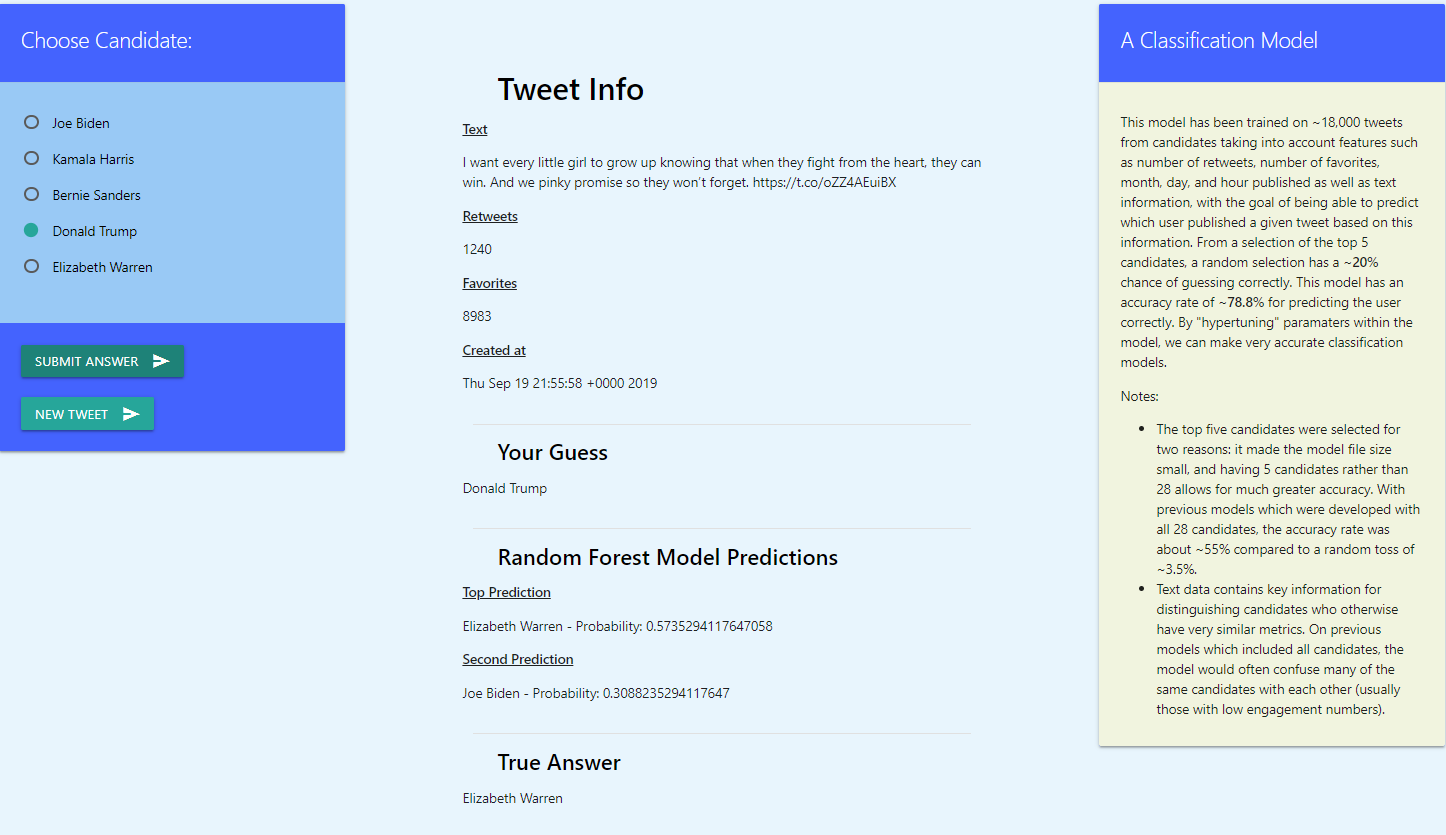 Choose Candidate:
Joe Biden
Kamala Harris
Bernie Sanders
Donald Trump
Elizabeth Warren
SUBMIT ANSWER
NEW TWEET
Tweet Info
Text
I want every little girl to grow up knowing that when they fight from the heart, they can
win. And we pinky promise so they won't forget. https://t.co/oZZ4AEuiBX
Retweets
1240
Favorites
8983
Created at
Thu Sep 19 21:55:58 +0000 2019
Your Guess
Donald Trump
Random Forest Model Predictions
Top Prediction
Elizabeth Warren - Probability: 0.5735294117647058
Second Prediction
Joe Biden - Probability: 0.3088235294117647
True Answer
Elizabeth Warren
A Classification Model
This model has been trained on ~18,000 tweets
from candidates taking into account features such
as number of retweets, number of favorites,
month, day, and hour published as well as text
information, with the goal of being able to predict
which user published a given tweet based on this
information. From a selection of the top 5
candidates, a random selection has a ~20%
chance of guessing correctly. This model has an
accuracy rate of ~78.8% for predicting the user
correctly. By "hypertuning" paramaters within the
model, we can make very accurate classification
models.
Notes:
• The top five candidates were selected for
two reasons: it made the model file size
small, and having 5 candidates rather than
28 allows for much greater accuracy. With
previous models which were developed with
all 28 candidates, the accuracy rate was
about ~55% compared to a random toss of
~3.5%.
• Text data contains key information for
distinguishing candidates who otherwise
have very similar metrics. On previous
models which included all candidates, the
model would often confuse many of the
same candidates with each other (usually
those with low engagement numbers).